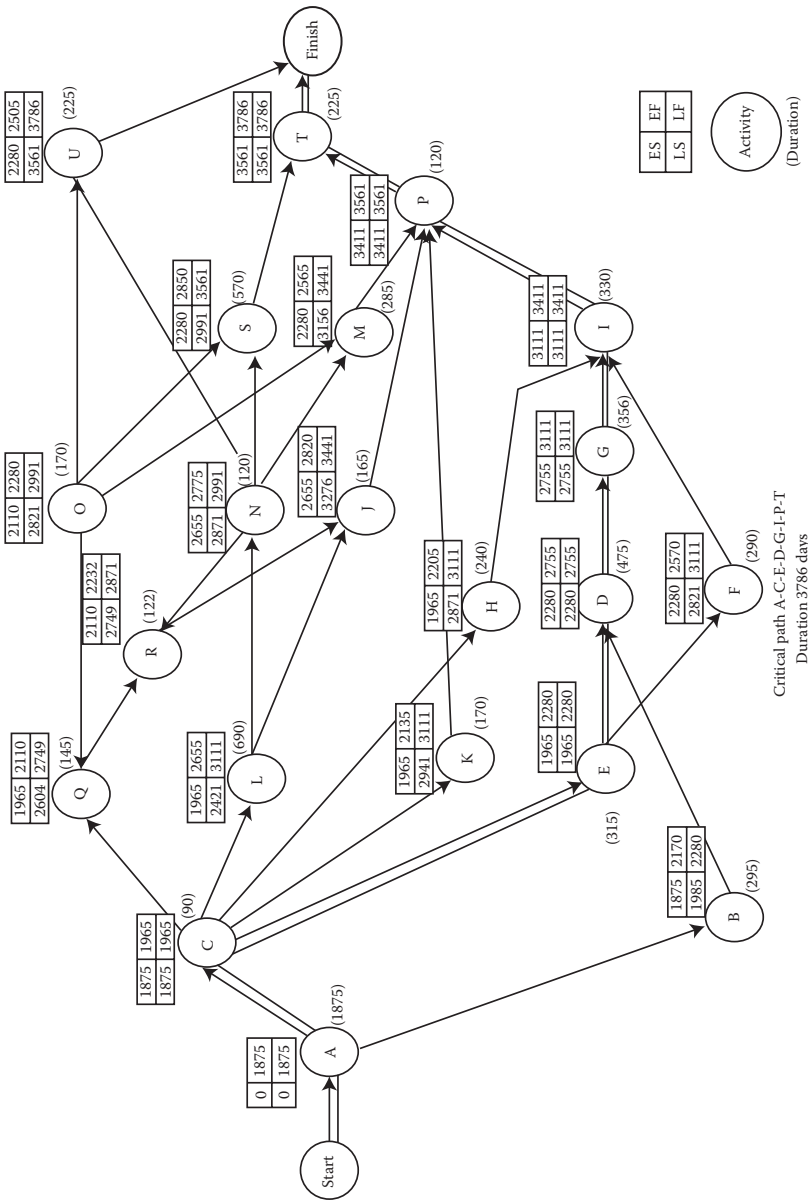 Start
0 1875
0 1875
A
(1875)
1875 1965
1875 1965
C
(90)
1875 2170
1985 2280
B
(295)
1965 2110
2604 2749
Q
(145)
1965 2655
2421 3111
L
(690)
1965 2135
2941 3111
K
(170)
1965 2280
1965 2280
E
(315)
2110 2232
2749 2871
R
(122)
1965 2205
2871 3111
H
(240)
2280 2755
2280 2755
D
(475)
2280 2570
2821 3111
F
(290)
2110 2280
2821 2991
O
(170)
2655 2775
2871 2991
N
(120)
2655 2820
3276 3441
J
(165)
2755 3111
2755 3111
G
(356)
2280 2850
2991 3561
S
(570)
2280 2565
3156 3441
M
(285)
3111 3411
3111 3411
I
(330)
3411 3561
3411 3561
P
(120)
2280 2505
3561 3786
U
(225)
3561 3786
3561 3786
T
(225)
Finish
ES EF
LS LF
Activity
(Duration)
Critical path A-C-E-D-G-I-P-T
Duration 3786 days